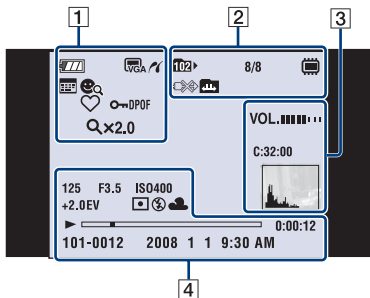 1 2 3
VGA 102 8/8
DPOF
×2.0
VOL.
C:32:00
125 F3.5 ISO400
+2.0EV
0:00:12
101-0012 2008 1 1 9:30 AM
4